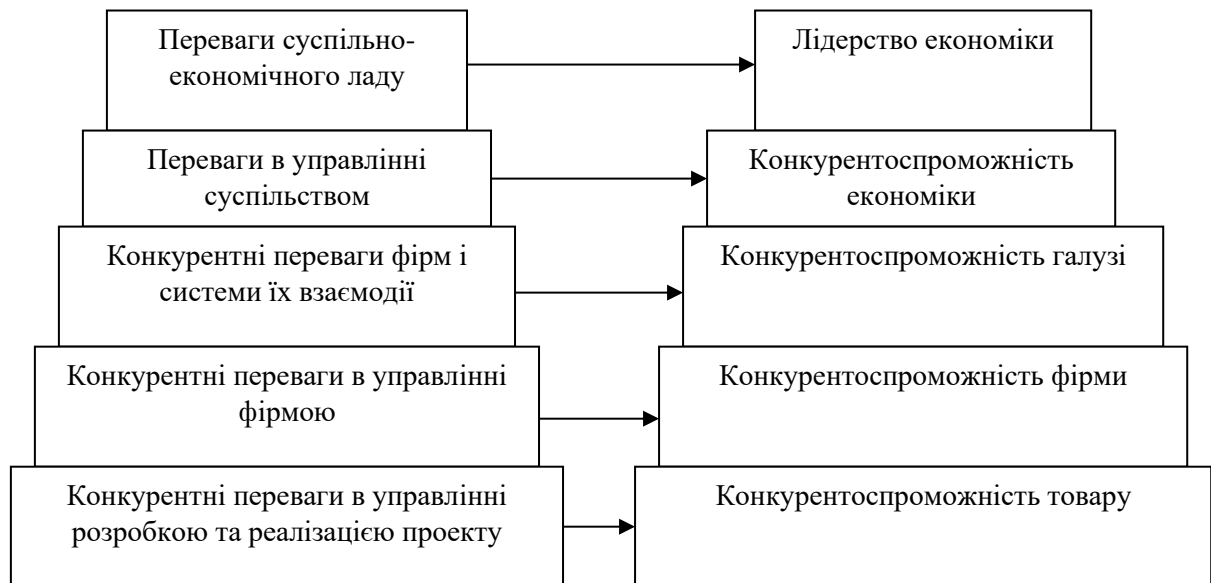 Переваги суспільно-
економічного ладу
Лідерство економіки
Переваги в управлінні
суспільством
Конкурентоспроможність
економіки
Конкурентні переваги фірм і
системи їх взаємодії
Конкурентоспроможність галузі
Конкурентні переваги в управлінні
фірмою
Конкурентоспроможність фірми
Конкурентні переваги в управлінні
розробкою та реалізацією проекту
Конкурентоспроможність товару